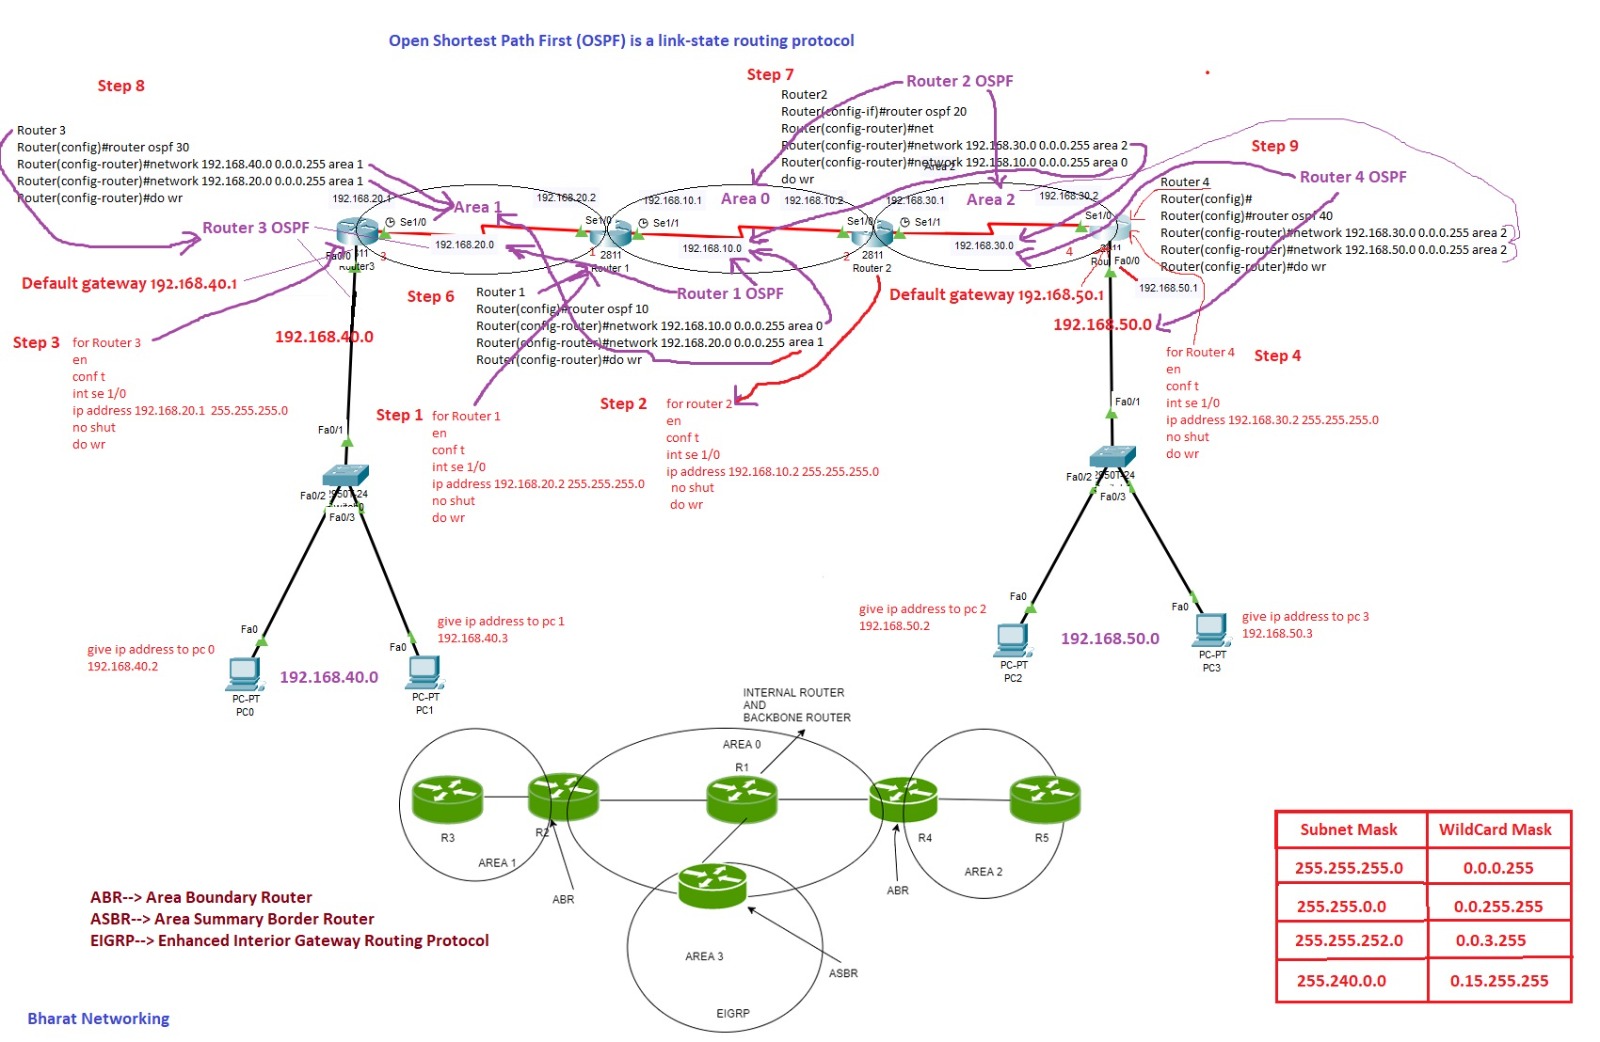 Open Shortest Path First (OSPF) is a link-state routing protocol
Step 8
Router 3
Router(config)#router ospf 30
Router(config-router)#network 192.168.40.0 0.0.0.255 area 1
Router(config-router)#network 192.168.20.0 0.0.0.255 area 1
Router(config-router)#do wr
Router 3 OSPF
Default gateway 192.168.40.1
Step 7
Router2
Router(config-if)#router ospf 20
Router(config-router)#net
Router(config-router)#network 192.168.30.0 0.0.0.255 area 2
Router(config-router)#network 192.168.10.0 0.0.0.255 area 0
do wr
Router 2 OSPF
Area 2
Step 9
Router 4 OSPF
Router 4
Router(config)#
Router(config)#router ospf 40
Router(config-router)#network 192.168.30.0 0.0.0.255 area 2
Router(config-router)#network 192.168.50.0 0.0.0.255 area 2
Router(config-router)#do wr
192.168.20.1
192.168.20.2
Area 1
Se1/0
Se1/0
192.168.20.0
Fa0/0
3
Router3
192.168.10.1
Area 0
192.168.10.2
Se1/1
Se1/0
192.168.10.0
1
2811
Router 1
2
2811
Router 2
192.168.30.1
Area 2
192.168.30.2
Se1/1
Se1/0
192.168.30.0
4
Fa0/0
192.168.50.1
Default gateway 192.168.50.1
192.168.50.0
Step 6
Router 1
Router(config)#router ospf 10
Router(config-router)#network 192.168.10.0 0.0.0.255 area 0
Router(config-router)#network 192.168.20.0 0.0.0.255 area 1
Router(config-router)#do wr
Router 1 OSPF
192.168.40.0
Step 3
for Router 3
en
conf t
int se 1/0
ip address 192.168.20.1 255.255.255.0
no shut
do wr
Step 1
for Router 1
en
conf t
int se 1/0
ip address 192.168.20.2 255.255.255.0
no shut
do wr
Step 2
for router 2
en
conf t
int se 1/0
ip address 192.168.10.2 255.255.255.0
no shut
do wr
Step 4
for Router 4
en
conf t
int se 1/0
ip address 192.168.30.2 255.255.255.0
no shut
do wr
Fa0/1
Fa0/2
Fa0/3
Fa0
Fa0
give ip address to pc 0
192.168.40.2
192.168.40.0
give ip address to pc 1
192.168.40.3
PC-PT
PC0
PC-PT
PC1
Fa0/1
Fa0/2
Fa0/3
Fa0
Fa0
give ip address to pc 2
192.168.50.2
192.168.50.0
give ip address to pc 3
192.168.50.3
PC-PT
PC2
PC-PT
PC3
INTERNAL ROUTER
AND
BACKBONE ROUTER
AREA 0
R1
R3
R2
AREA 1
ABR
R4
R5
AREA 2
ABR
AREA 3
ASBR
EIGRP
ABR--> Area Boundary Router
ASBR--> Area Summary Border Router
EIGRP--> Enhanced Interior Gateway Routing Protocol
Subnet Mask WildCard Mask
255.255.255.0 0.0.0.255
255.255.0.0 0.0.255.255
255.255.252.0 0.0.3.255
255.240.0.0 0.15.255.255
Bharat Networking